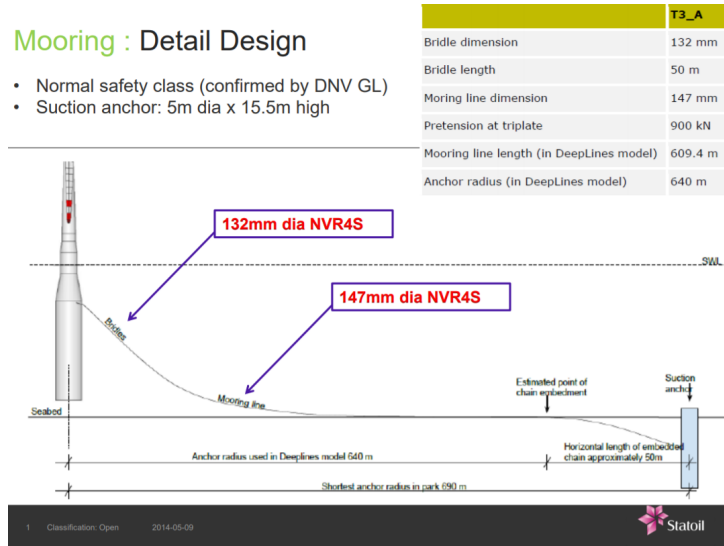 Mooring : Detail Design
• Normal safety class (confirmed by DNV GL)
• Suction anchor: 5m dia x 15.5m high
T3_A
Bridle dimension 132 mm
Bridle length 50 m
Moring line dimension 147 mm
Pretension at triplate 900 kN
Mooring line length (in DeepLines model) 609.4 m
Anchor radius (in DeepLines model) 640 m
132mm dia NVR4S
SWL
147mm dia NVR4S
Bridles
Mooring line
Estimated point of
chain embedment
Suction
anchor
Seabed
Horizontal length of embedded
chain approximately 50m
Anchor radius used in Deeplines model 640 m
Shortest anchor radius in park 690 m
1 Classification: Open 2014-05-09
Statoil